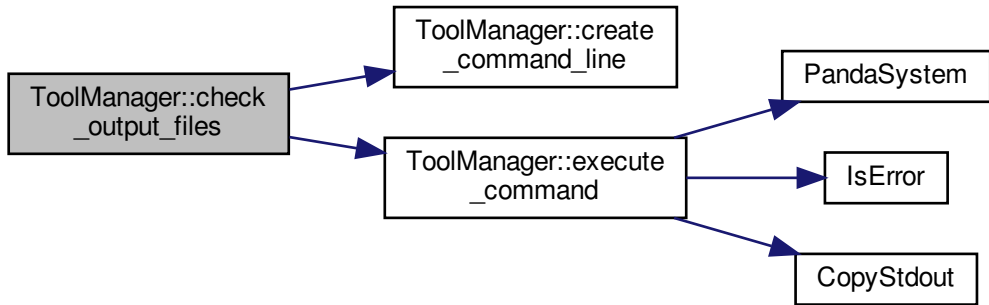 ToolManager::check
_output_files
ToolManager::create
_command_line
ToolManager::execute
_command
PandaSystem
IsError
CopyStdout